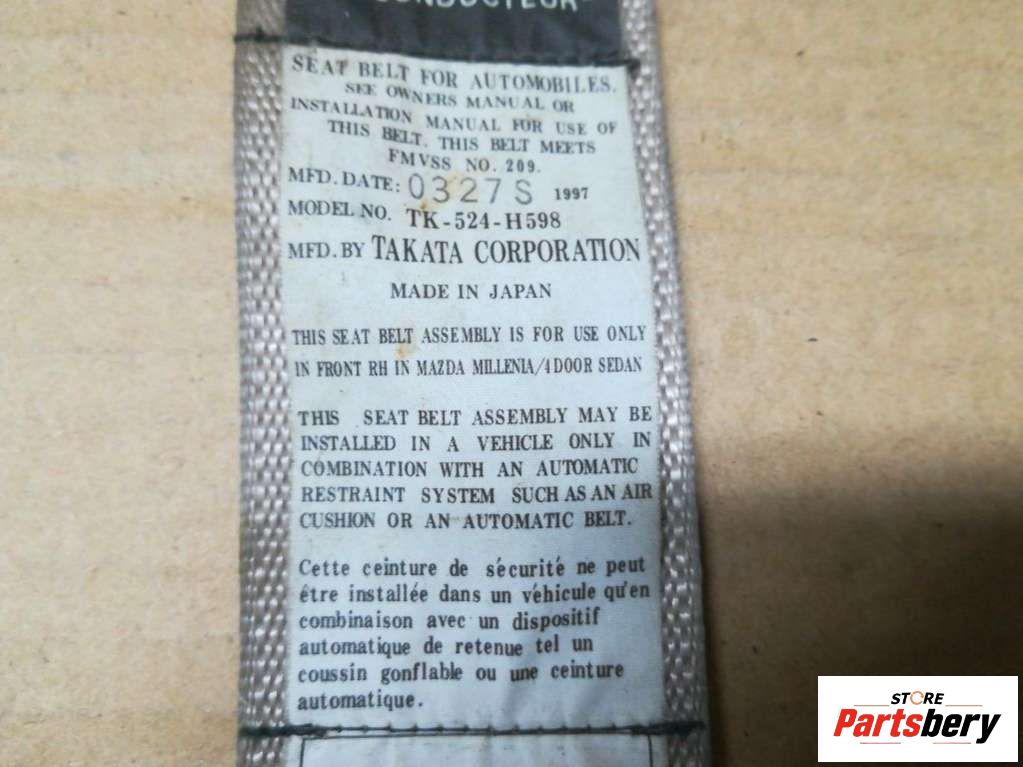 CONDUCTEUR
SEAT BELT FOR AUTOMOBILES.
SEE OWNERS MANUAL OR
INSTALLATION MANUAL FOR USE OF
THIS BELT. THIS BELT MEETS
FMVSS NO. 209.
MFD. DATE: 0327S 1997
MODEL NO. TK-524-H598
MFD. BY TAKATA CORPORATION
MADE IN JAPAN
THIS SEAT BELT ASSEMBLY IS FOR USE ONLY
IN FRONT RH IN MAZDA MILLENIA/4DOOR SEDAN
THIS SEAT BELT ASSEMBLY MAY BE
INSTALLED IN A VEHICLE ONLY IN
COMBINATION WITH AN AUTOMATIC
RESTRAINT SYSTEM SUCH AS AN AIR
CUSHION OR AN AUTOMATIC BELT.
Cette ceinture de sécurité ne peut
être installée dans un véhicule qu'en
combinaison avec un dispositif
automatique de retenue tel un
coussin gonflable ou une ceinture
automatique.
STORE
Partsbery